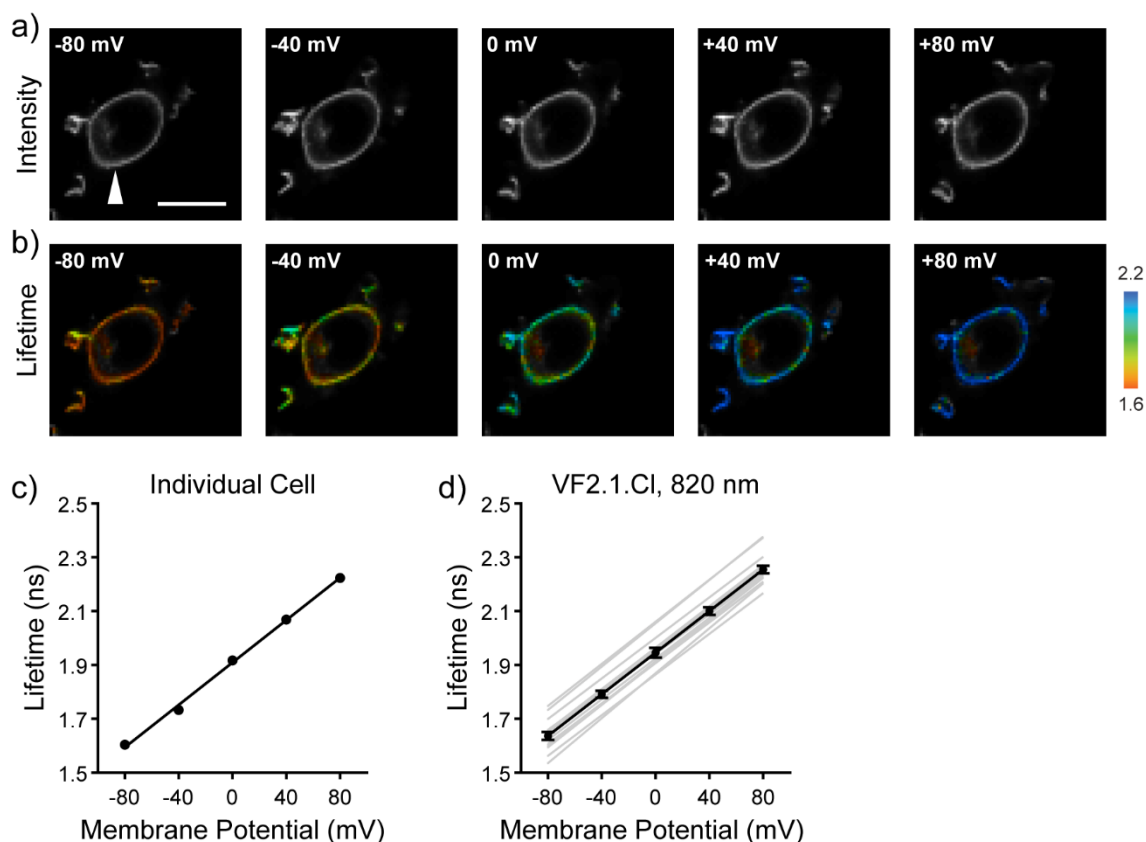 a)
Intensity
-80 mV
-40 mV
0 mV
+40 mV
+80 mV
b)
Lifetime
-80 mV
-40 mV
0 mV
+40 mV
+80 mV
2.2
1.6
c)
Individual Cell
Lifetime (ns)
2.5
2.3
2.1
1.9
1.7
1.5
-80 -40 0 40 80
Membrane Potential (mV)
d)
VF2.1.Cl, 820 nm
Lifetime (ns)
2.5
2.3
2.1
1.9
1.7
1.5
-80 -40 0 40 80
Membrane Potential (mV)